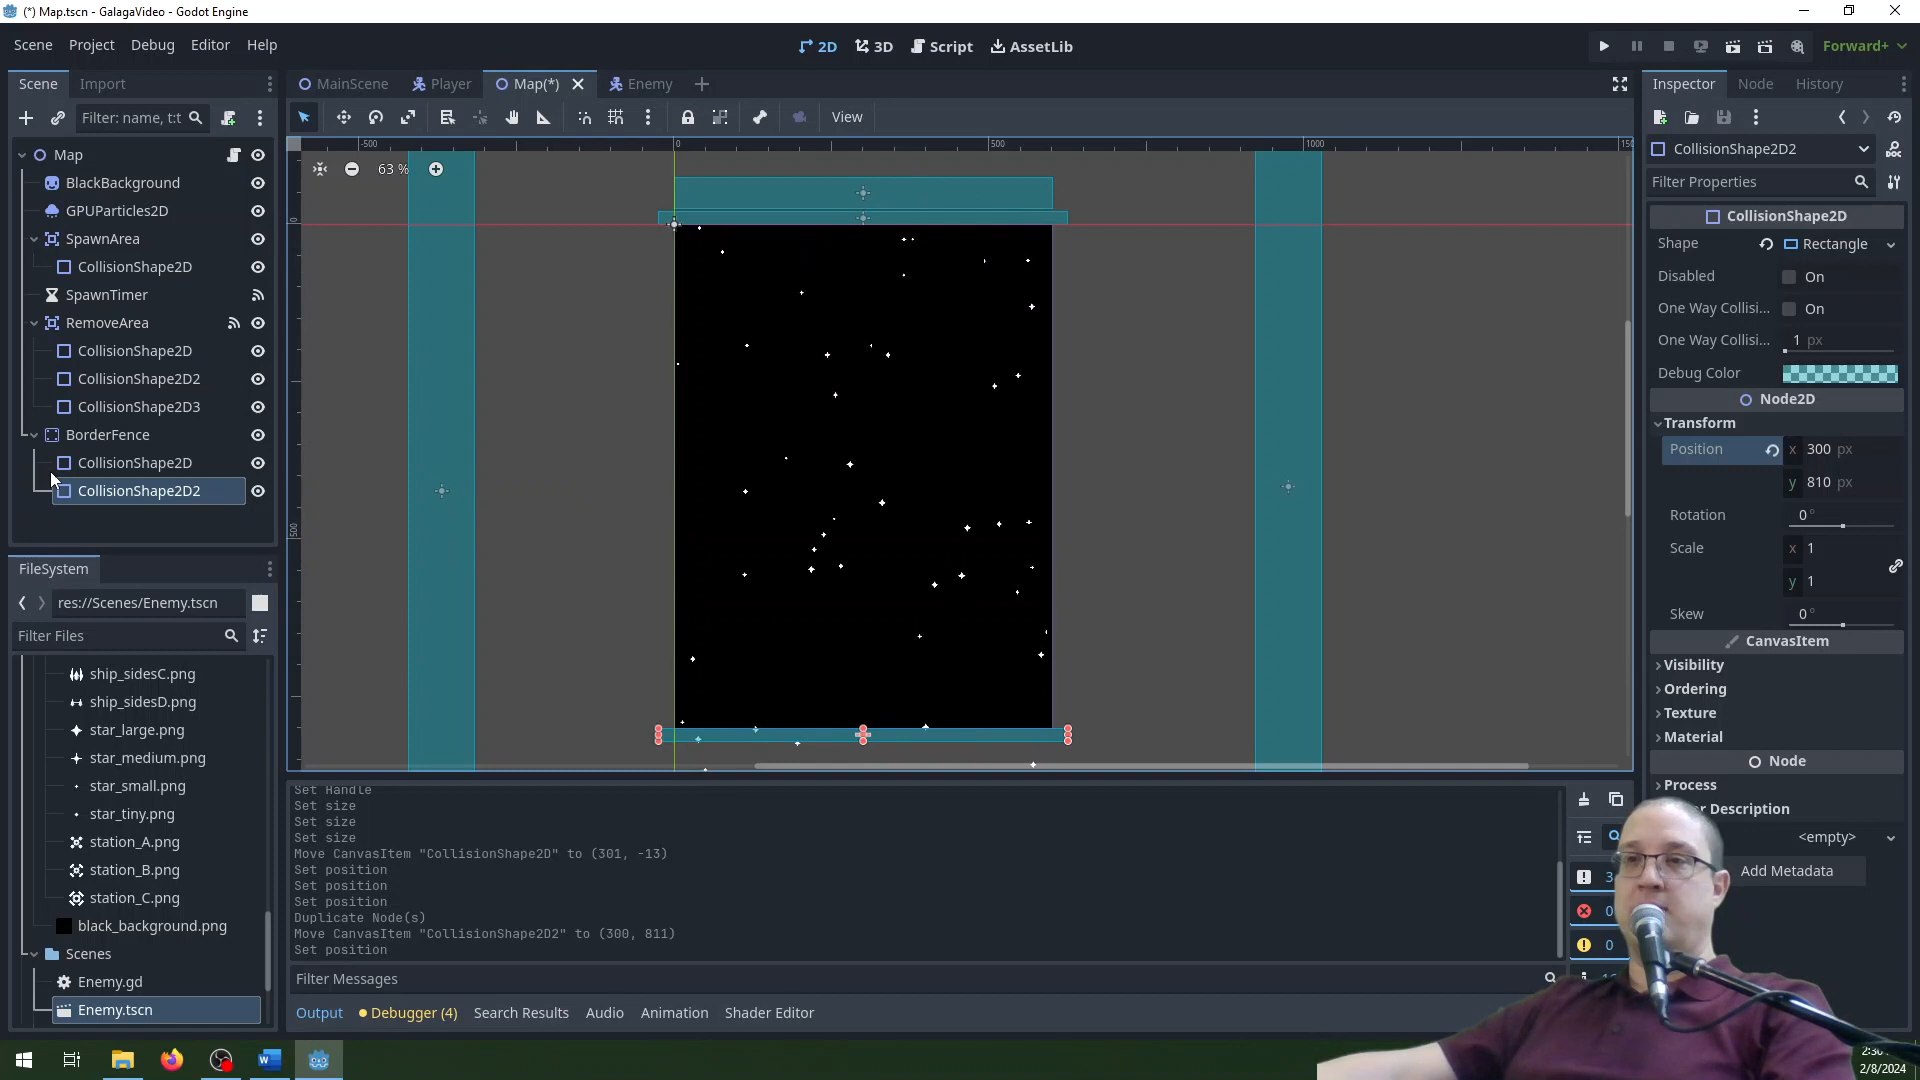 (*) Map.tscn - GalagaVideo - Godot Engine
Scene Project Debug Editor Help
2D 3D Script AssetLib
Forward+
Scene Import
MainScene Player Map(*) Enemy
Inspector Node History
Filter: name, t:t
View
CollisionShape2D2
Filter Properties
Map
BlackBackground
GPUParticles2D
SpawnArea
CollisionShape2D
SpawnTimer
RemoveArea
CollisionShape2D
CollisionShape2D2
CollisionShape2D3
BorderFence
CollisionShape2D
CollisionShape2D2
-500 0 500 1000 150
63 %
0
500
CollisionShape2D
Shape Rectangle
Disabled On
One Way Collisi... On
One Way Collisi... 1 px
Debug Color
Node2D
Transform
Position x 300 px
y 810 px
Rotation 0 °
Scale x 1
y 1
Skew 0 °
CanvasItem
Visibility
Ordering
Texture
Material
Node
Process
r Description
<empty>
Add Metadata
FileSystem
res://Scenes/Enemy.tscn
Filter Files
ship_sidesC.png
ship_sidesD.png
star_large.png
star_medium.png
star_small.png
star_tiny.png
station_A.png
station_B.png
station_C.png
black_background.png
Scenes
Enemy.gd
Enemy.tscn
Set Handle
Set size
Set size
Set size
Move CanvasItem "CollisionShape2D" to (301, -13)
Set position
Set position
Set position
Duplicate Node(s)
Move CanvasItem "CollisionShape2D2" to (300, 811)
Set position
Filter Messages
3
0
0
Output Debugger (4) Search Results Audio Animation Shader Editor
2/8/2024